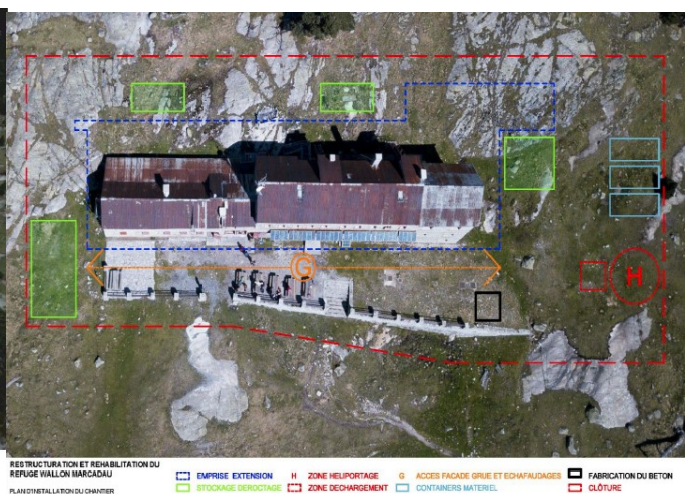 G
H
RESTRUCTURATION ET REHABILITATION DU
REFUGE WALLON MARCADAU
PLAN D'INSTALLATION DU CHANTIER
EMPRISE EXTENSION
H ZONE HELIPORTAGE
G ACCES FACADE GRUE ET ECHAFAUDAGES
FABRICATION DU BETON
STOCKAGE DEROCTAGE
ZONE DECHARGEMENT
CONTAINERS MATERIEL
CLÔTURE